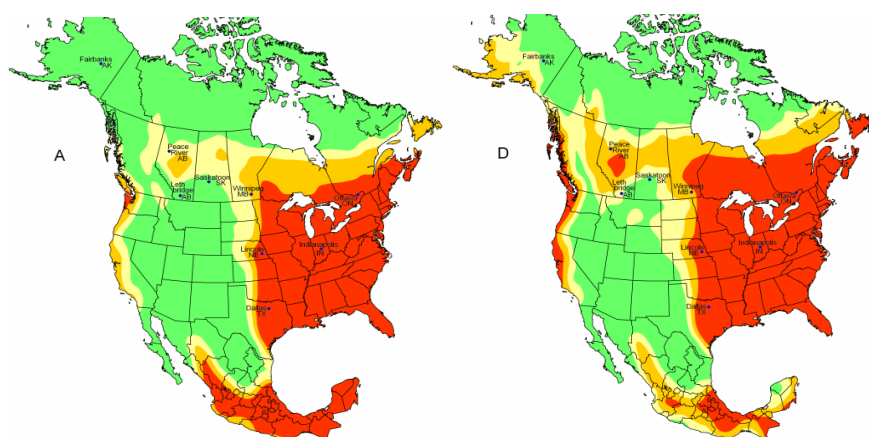 Fairbanks
AK
A
Peace
River
AB
Leth
bridge
AB
Saskatoon
SK
Winnipeg
MB
Ottawa
ON
Lincoln
NE
Indianapolis
IN
Dallas
TX
Fairbanks
AK
D
Peace
River
AB
Leth
bridge
AB
Saskatoon
SK
Winnipeg
MB
Ottawa
ON
Lincoln
NE
Indianapolis
IN
Dallas
TX